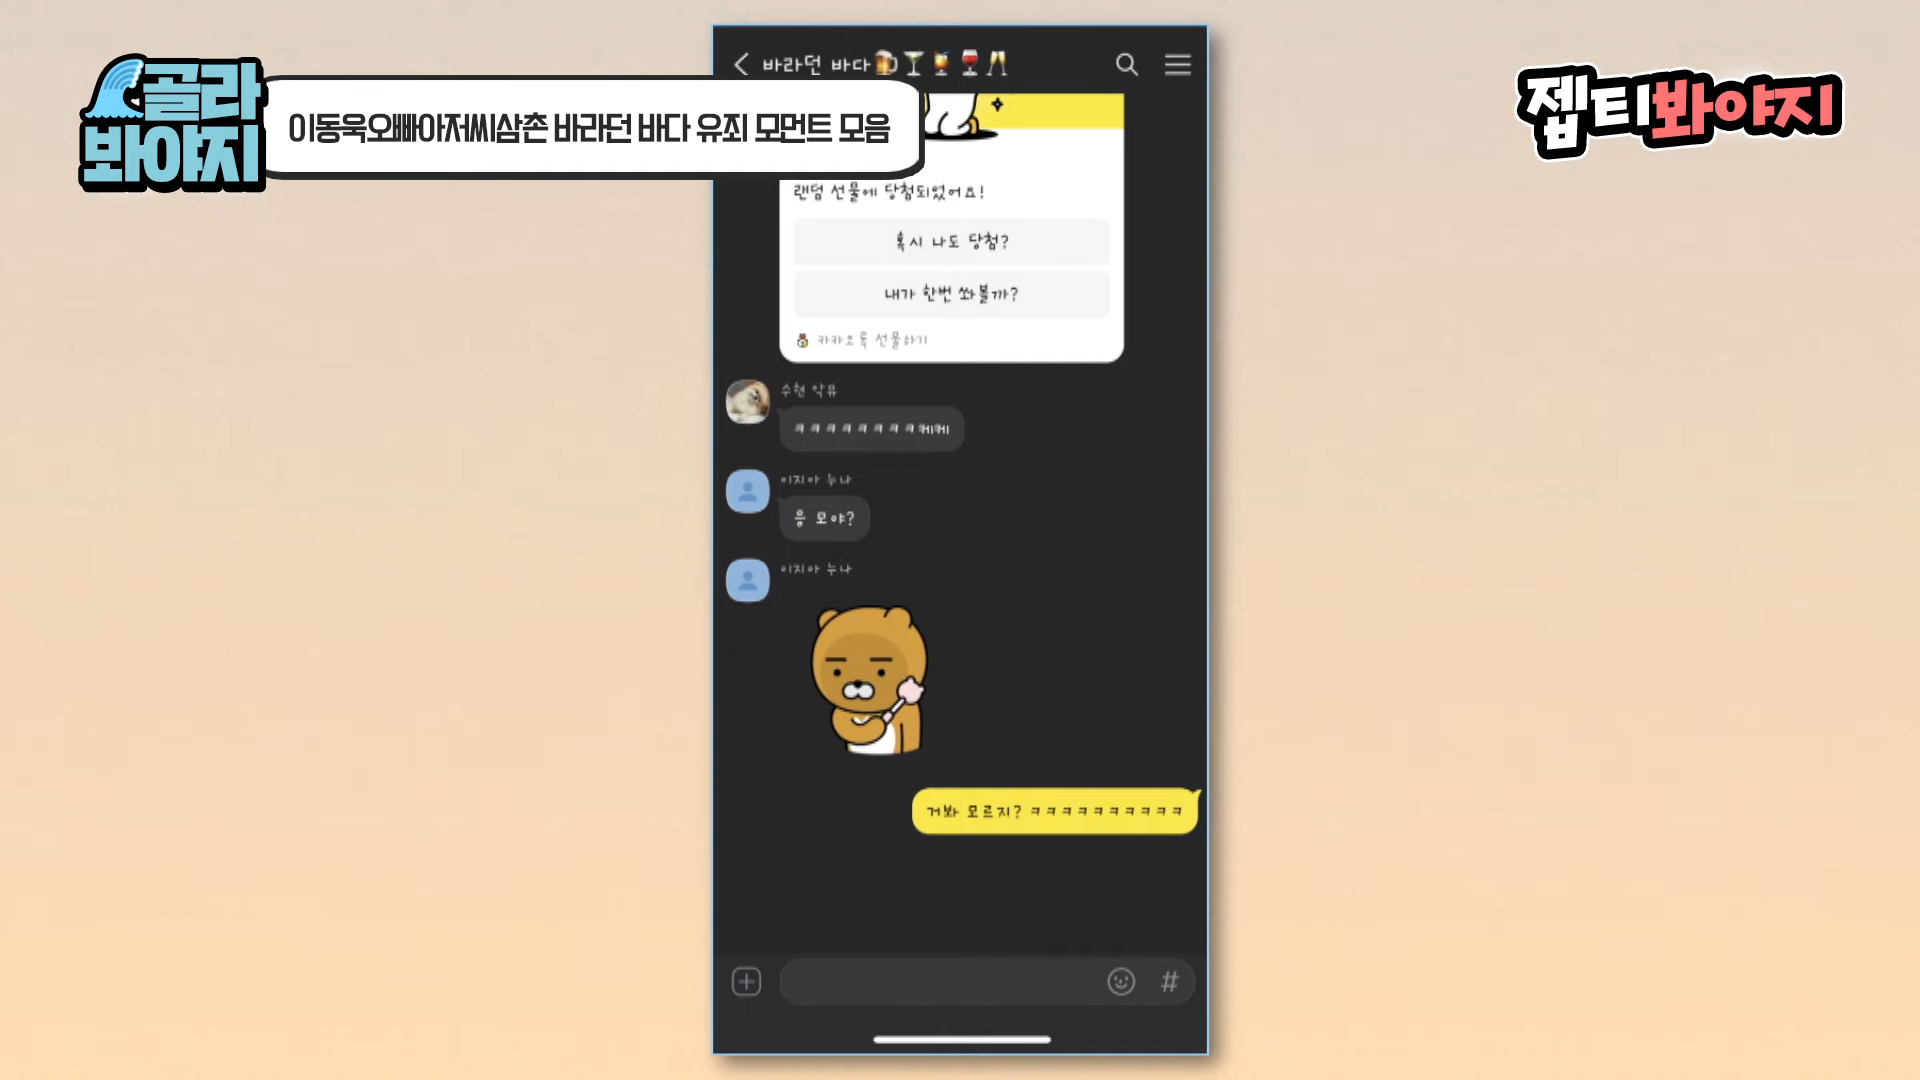 골라
봐야지
이동욱오빠아저씨삼촌 바라던 바다 유죄 모먼트 모음
젭티봐야지
바라던 바다🍺🍸🍹🍷🥂
랜덤 선물에 당첨되었어요!
혹시 나도 당첨?
내가 한번 쏴볼까?
카카오톡 선물하기
수현 악뮤
ㅋㅋㅋㅋㅋㅋㅋㅋ케케
이지아 누나
응 모야?
이지아 누나
거봐 모르지? ㅋㅋㅋㅋㅋㅋㅋㅋㅋㅋ
#